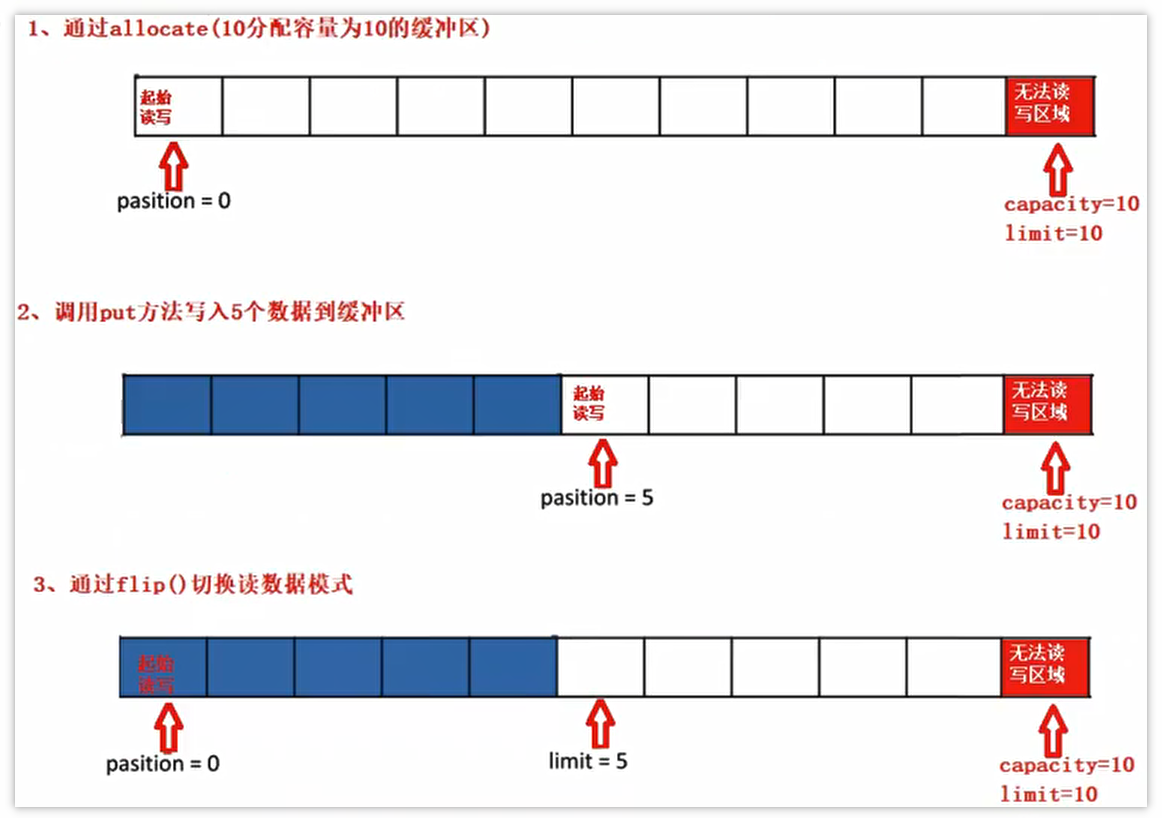 1、通过allocate(10分配容量为10的缓冲区)
起始
读写
无法读
写区域
pasition = 0
capacity=10
limit=10
2、调用put方法写入5个数据到缓冲区
起始
读写
无法读
写区域
pasition = 5
capacity=10
limit=10
3、通过flip()切换读数据模式
起始
读写
无法读
写区域
pasition = 0
limit = 5
capacity=10
limit=10